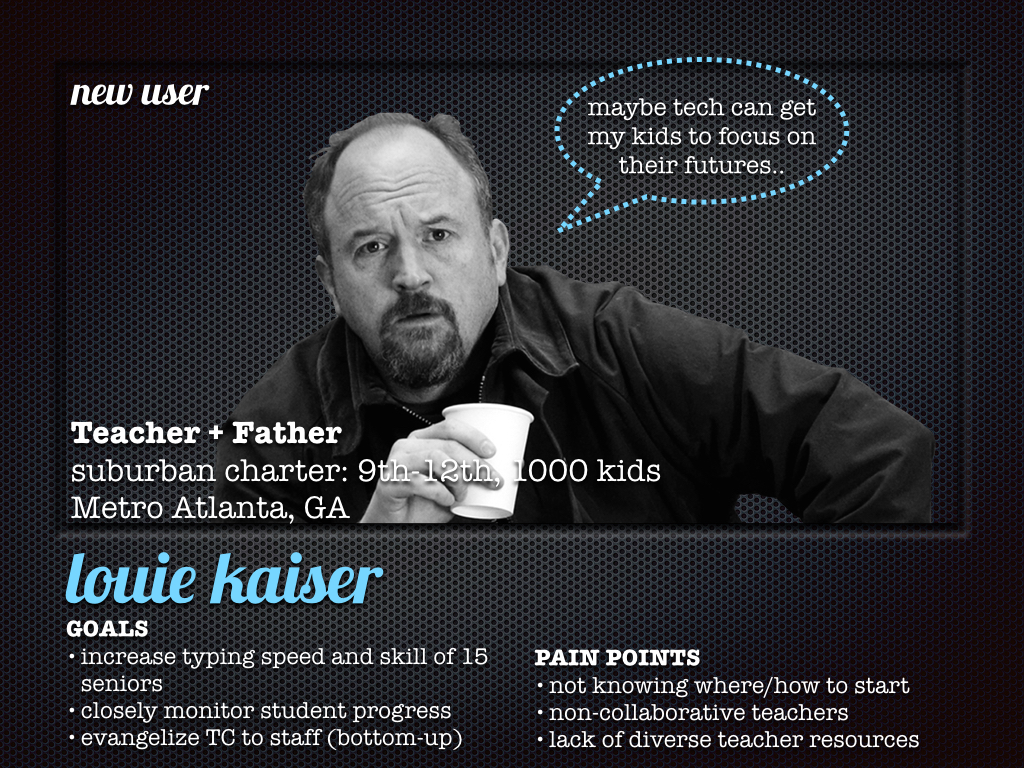 new user
maybe tech can get
my kids to focus on
their futures..
Teacher + Father
suburban charter: 9th-12th, 1000 kids
Metro Atlanta, GA
louie kaiser
GOALS
• increase typing speed and skill of 15
seniors
• closely monitor student progress
• evangelize TC to staff (bottom-up)
PAIN POINTS
• not knowing where/how to start
• non-collaborative teachers
• lack of diverse teacher resources